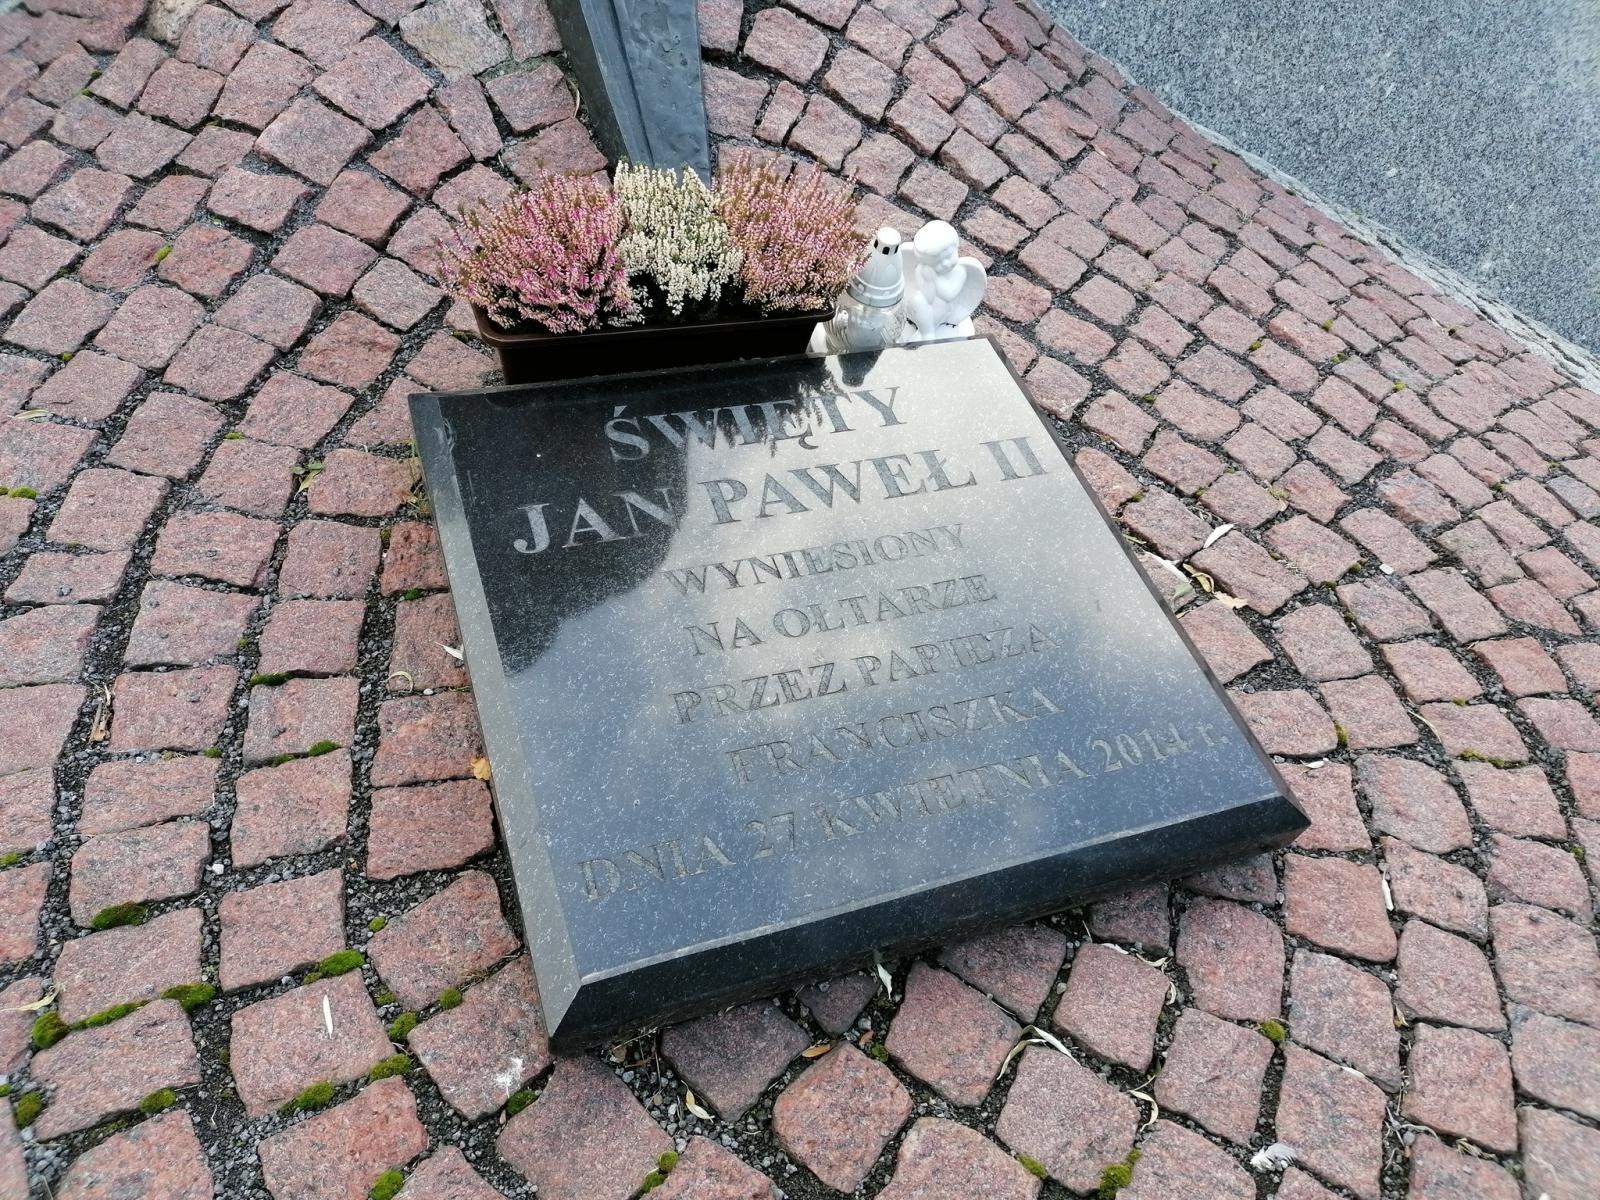 ŚWIĘTY
JAN PAWEŁ II
WYNIESIONY
NA OŁTARZE
PRZEZ PAPIEŻA
FRANCISZKA
DNIA 27 KWIETNIA 2014 r.